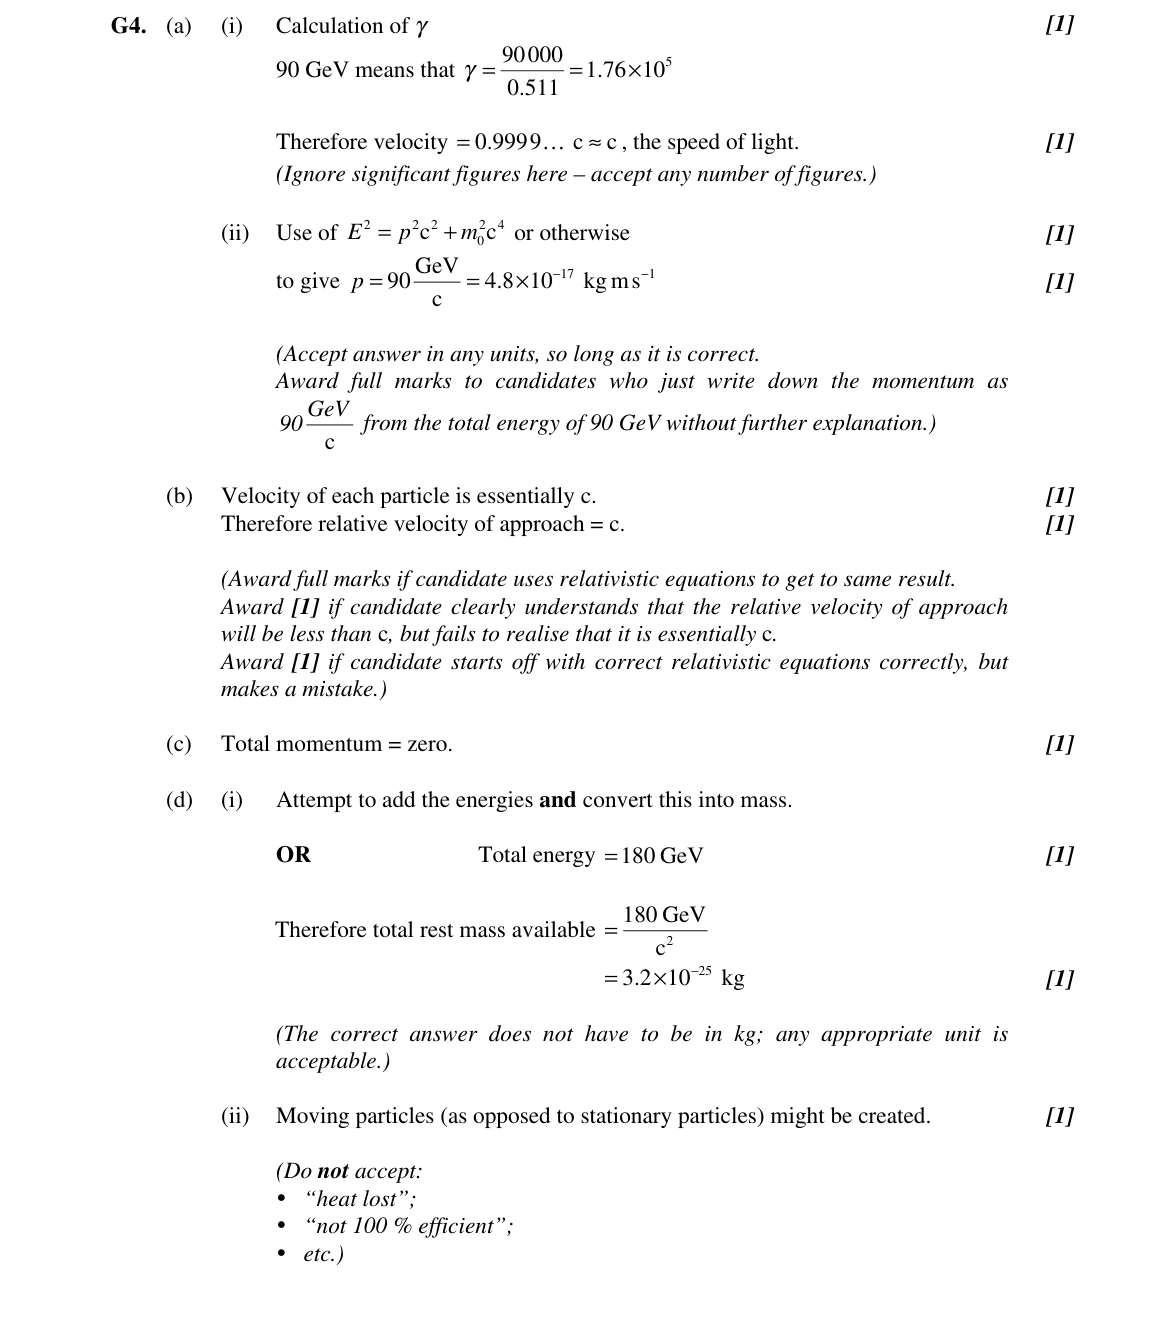 G4. (a) (i) Calculation of γ [1]
90 GeV means that γ = 90000/0.511 = 1.76×10⁵
Therefore velocity = 0.9999… c ≈ c , the speed of light. [1]
(Ignore significant figures here – accept any number of figures.)
(ii) Use of E² = p²c² + m₀²c⁴ or otherwise [1]
to give p = 90 GeV/c = 4.8×10⁻¹⁷ kg m s⁻¹ [1]
(Accept answer in any units, so long as it is correct.
Award full marks to candidates who just write down the momentum as
90 GeV/c from the total energy of 90 GeV without further explanation.)
(b) Velocity of each particle is essentially c. [1]
Therefore relative velocity of approach = c. [1]
(Award full marks if candidate uses relativistic equations to get to same result.
Award [1] if candidate clearly understands that the relative velocity of approach
will be less than c, but fails to realise that it is essentially c.
Award [1] if candidate starts off with correct relativistic equations correctly, but
makes a mistake.)
(c) Total momentum = zero. [1]
(d) (i) Attempt to add the energies and convert this into mass.
OR Total energy = 180 GeV [1]
Therefore total rest mass available = 180 GeV/c²
= 3.2×10⁻²⁵ kg [1]
(The correct answer does not have to be in kg; any appropriate unit is
acceptable.)
(ii) Moving particles (as opposed to stationary particles) might be created. [1]
(Do not accept:
• “heat lost”;
• “not 100 % efficient”;
• etc.)